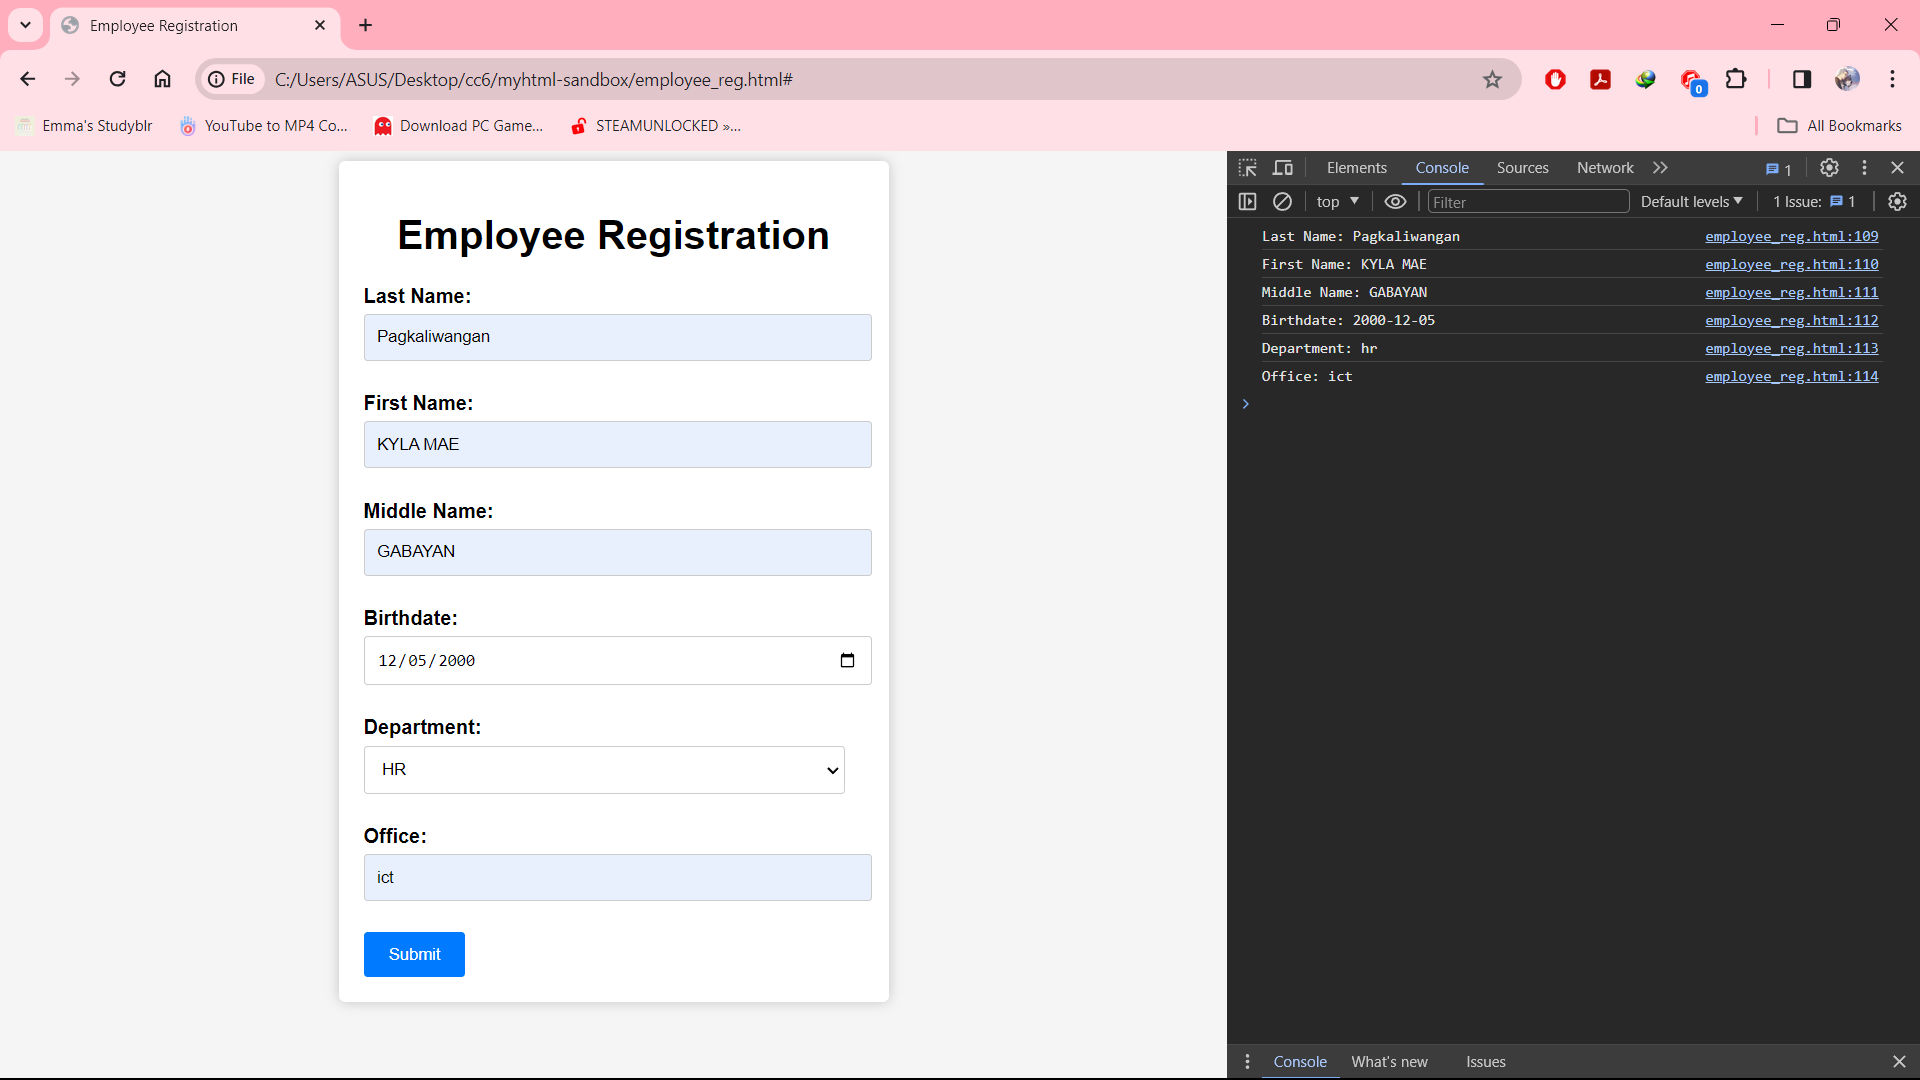 Employee Registration
File C:/Users/ASUS/Desktop/cc6/myhtml-sandbox/employee_reg.html#
0
Emma's Studyblr YouTube to MP4 Co... Download PC Game... STEAMUNLOCKED »... All Bookmarks
Employee Registration
Last Name:
Pagkaliwangan
First Name:
KYLA MAE
Middle Name:
GABAYAN
Birthdate:
12/05/2000
Department:
HR
Office:
ict
Submit
Elements Console Sources Network 1
top Filter Default levels 1 Issue: 1
Last Name: Pagkaliwangan employee_reg.html:109
First Name: KYLA MAE employee_reg.html:110
Middle Name: GABAYAN employee_reg.html:111
Birthdate: 2000-12-05 employee_reg.html:112
Department: hr employee_reg.html:113
Office: ict employee_reg.html:114
Console What's new Issues